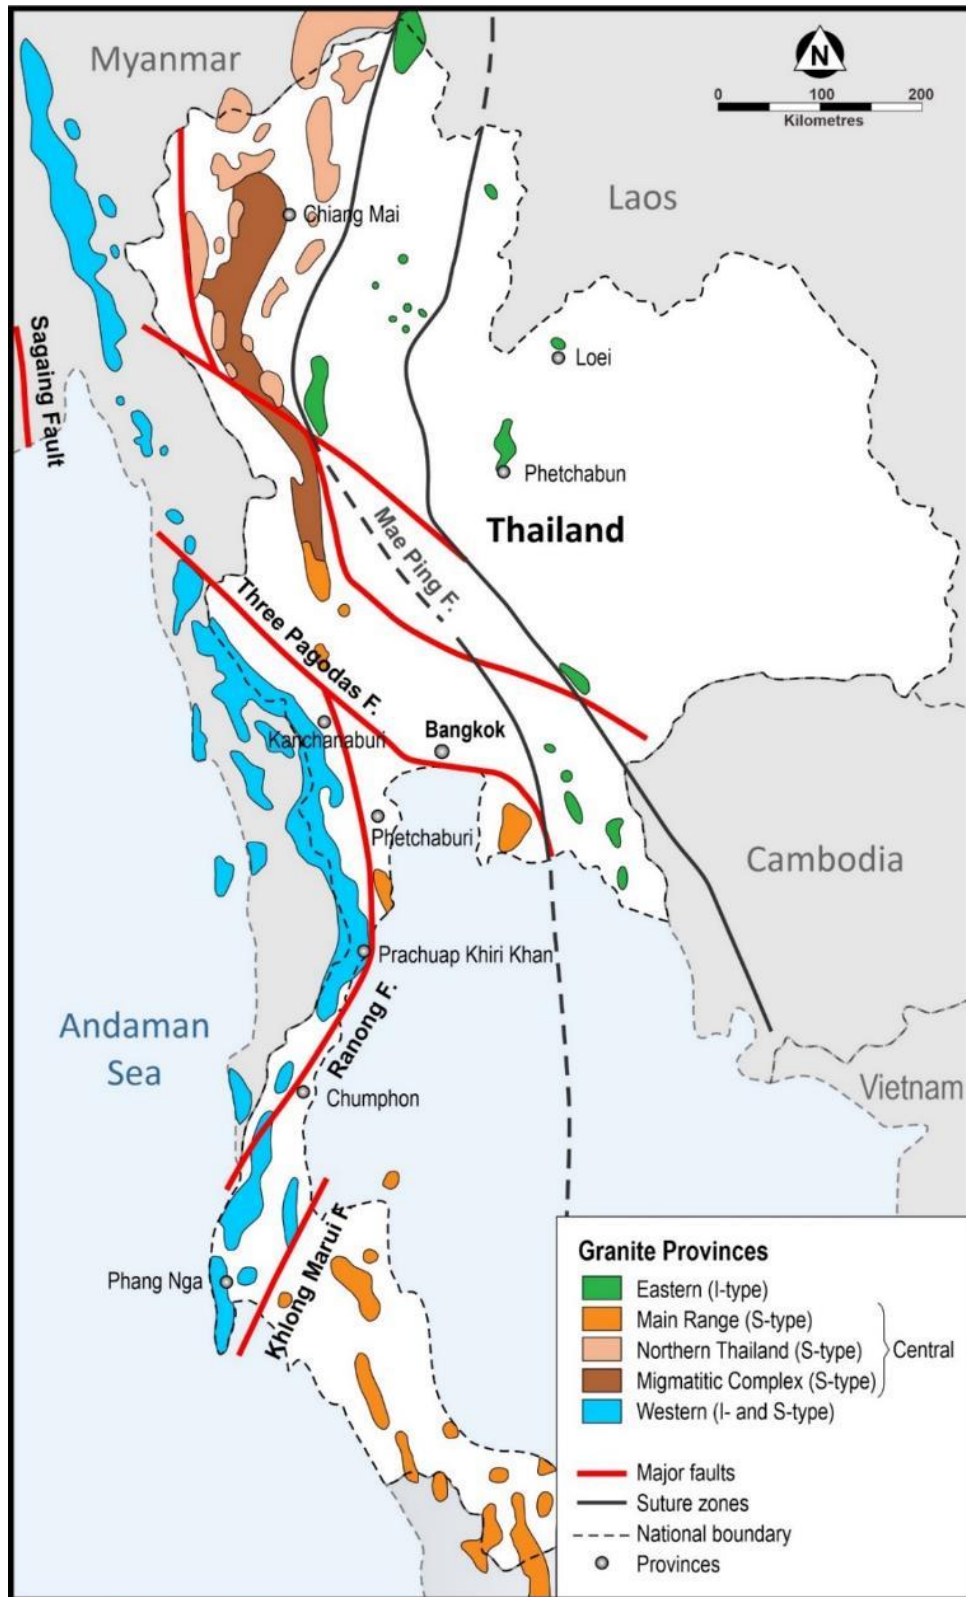 Myanmar
N
0 100 200
Kilometres
Laos
Chiang Mai
Sagaing Fault
Loei
Phetchabun
Thailand
Mae Ping F.
Three Pagodas F.
Kanchanaburi
Bangkok
Phetchaburi
Cambodia
Prachuap Khiri Khan
Andaman
Sea
Ranong F.
Chumphon
Vietnam
Khlong Marui F
Phang Nga
Granite Provinces
Eastern (I-type)
Main Range (S-type)
Northern Thailand (S-type)
Central
Migmatitic Complex (S-type)
Western (I- and S-type)
Major faults
Suture zones
National boundary
Provinces